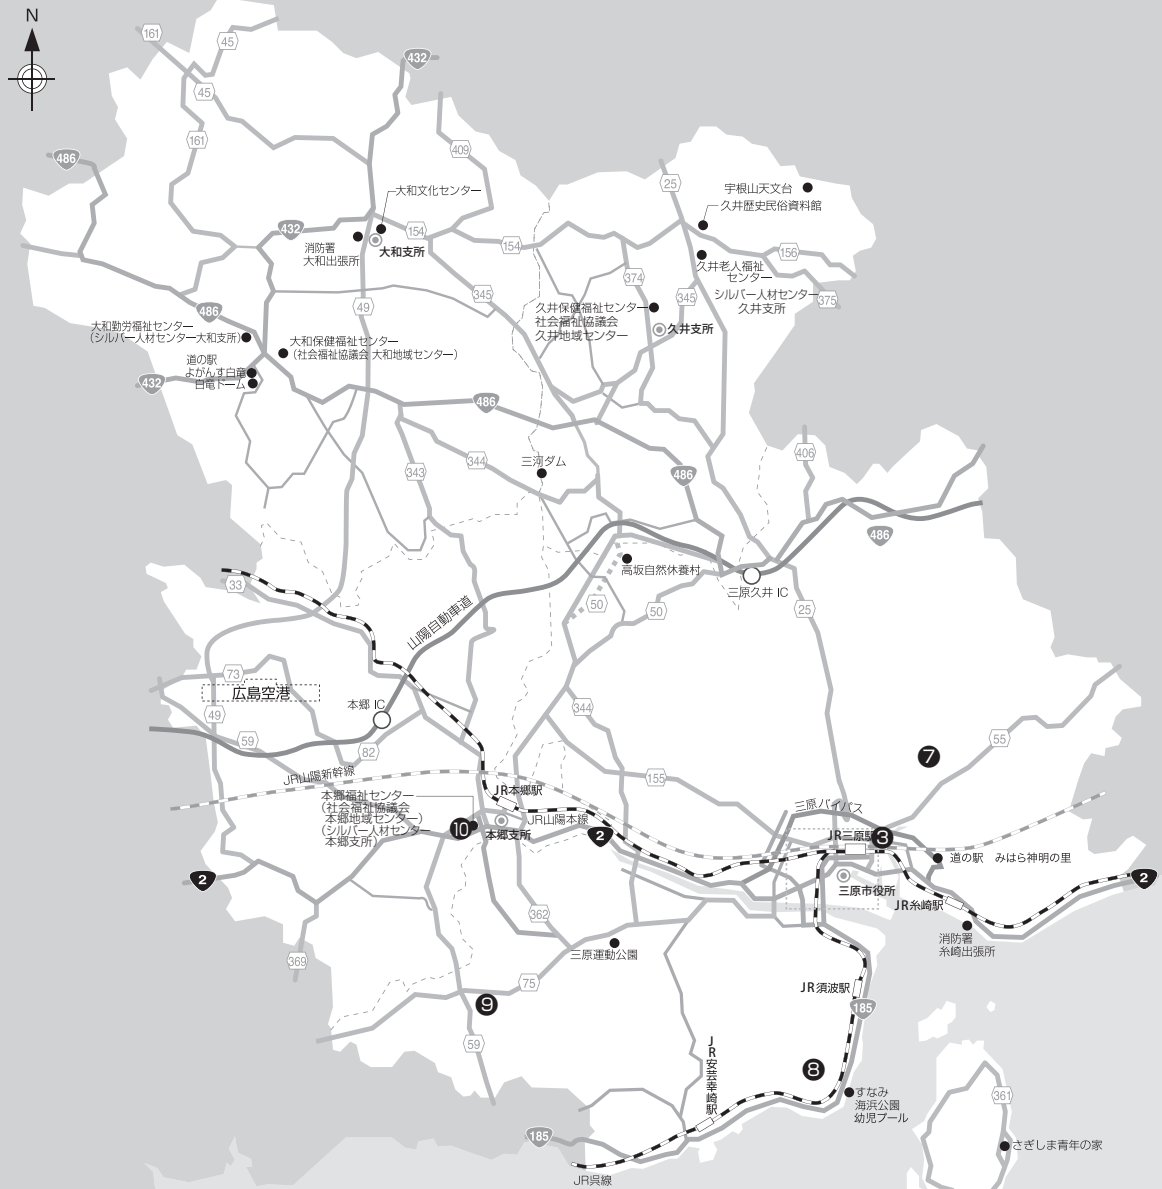 N
161
45
432
45
161
409
486
25
宇根山天文台
大和文化センター
久井歴史民俗資料館
432
154
154
消防署
大和出張所
大和支所
156
久井老人福祉
センター
374
345
345
シルバー人材センター
久井支所
375
49
486
久井保健福祉センター
社会福祉協議会
久井地域センター
久井支所
大和勤労福祉センター
(シルバー人材センター大和支所)
大和保健福祉センター
(社会福祉協議会 大和地域センター)
道の駅
よがんす白竜
白竜ドーム
432
486
344
343
三河ダム
486
406
486
高坂自然休養村
三原久井 IC
33
50
50
25
山陽自動車道
73
広島空港
本郷 IC
49
59
82
344
55
7
JR山陽新幹線
155
JR本郷駅
本郷福祉センター
(社会福祉協議会
本郷地域センター)
(シルバー人材センター
本郷支所)
10
本郷支所
JR山陽本線
2
三原バイパス
JR三原駅
3
道の駅 みはら神明の里
2
2
三原市役所
JR糸崎駅
362
消防署
糸崎出張所
369
三原運動公園
75
JR須波駅
9
185
59
JR安芸幸崎駅
8
すなみ
海浜公園
幼児プール
361
185
さぎしま青年の家
JR呉線